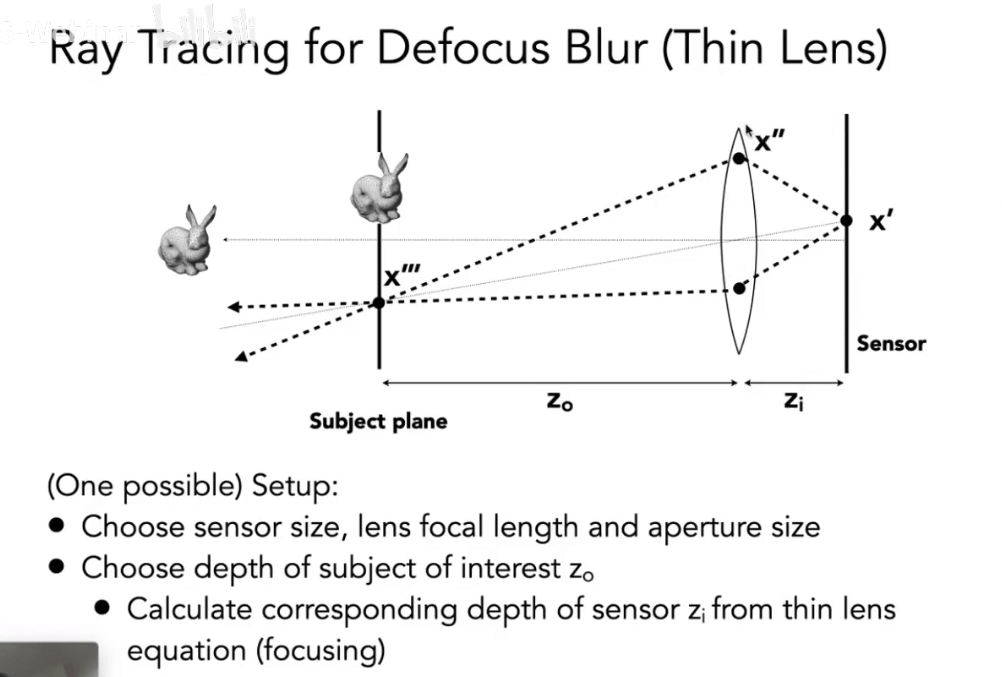 Ray Tracing for Defocus Blur (Thin Lens)
x″
x′
x‴
Sensor
zₒ
zᵢ
Subject plane
(One possible) Setup:
● Choose sensor size, lens focal length and aperture size
● Choose depth of subject of interest zₒ
● Calculate corresponding depth of sensor zᵢ from thin lens
equation (focusing)